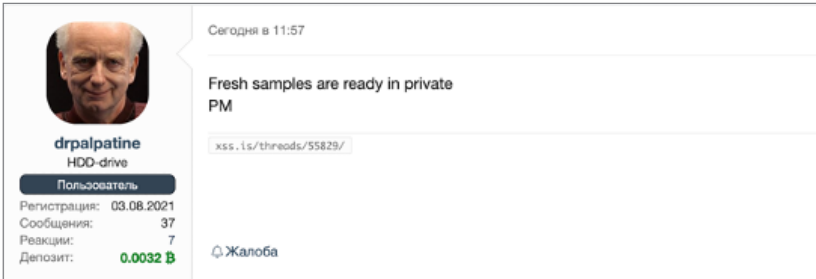 Сегодня в 11:57
Fresh samples are ready in private
PM
xss.is/threads/55829/
drpalpatine
HDD-drive
Пользователь
Регистрация: 03.08.2021
Сообщения: 37
Реакции: 7
Депозит: 0.0032 ₿
Жалоба